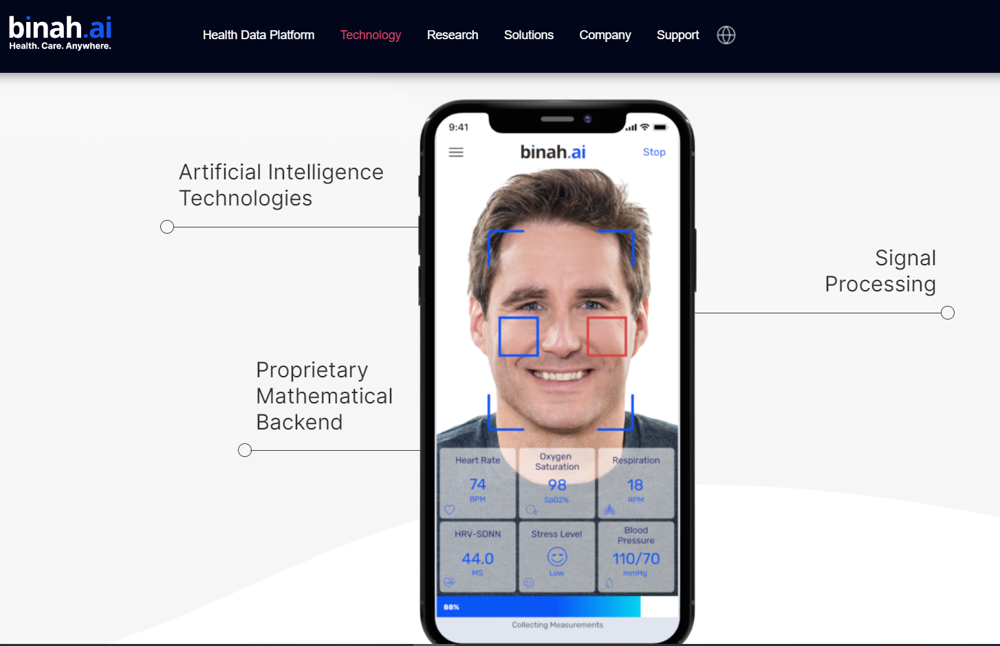 binah.ai
Health. Care. Anywhere.
Health Data Platform Technology Research Solutions Company Support
9:41
binah.ai Stop
Artificial Intelligence
Technologies
Signal
Processing
Proprietary
Mathematical
Backend
Heart Rate
74
BPM
Oxygen
Saturation
98
SpO2%
O2
Respiration
18
RPM
HRV-SDNN
44.0
MS
Stress Level
Low
Blood
Pressure
110/70
mmHg
88%
Collecting Measurements